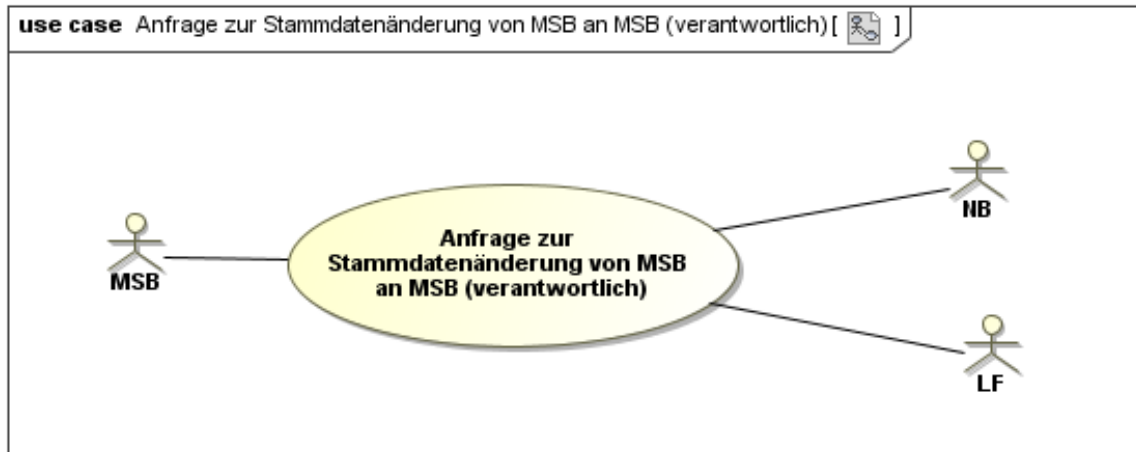 use case Anfrage zur Stammdatenänderung von MSB an MSB (verantwortlich) [ ]
NB
MSB
Anfrage zur
Stammdatenänderung von MSB
an MSB (verantwortlich)
LF